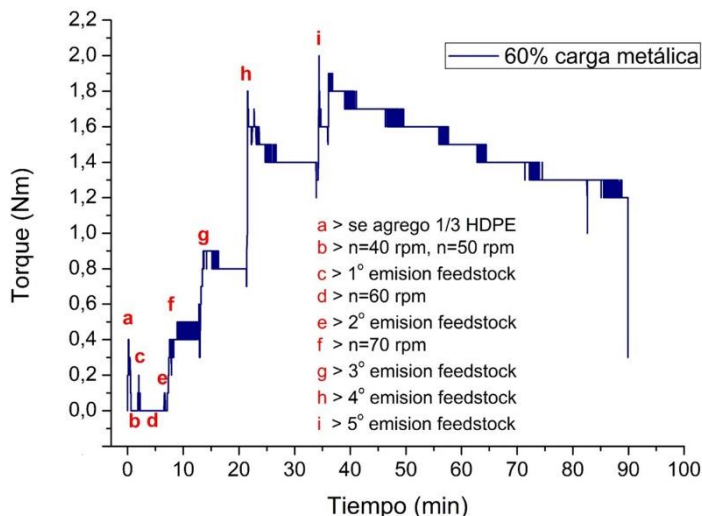 2,2
2,0
1,8
1,6
1,4
1,2
1,0
0,8
0,6
0,4
0,2
0,0
Torque (Nm)
i
h
60% carga metálica
g
f
a
c
e
b
d
a > se agrego 1/3 HDPE
b > n=40 rpm, n=50 rpm
c > 1° emision feedstock
d > n=60 rpm
e > 2° emision feedstock
f > n=70 rpm
g > 3° emision feedstock
h > 4° emision feedstock
i > 5° emision feedstock
0 10 20 30 40 50 60 70 80 90 100
Tiempo (min)